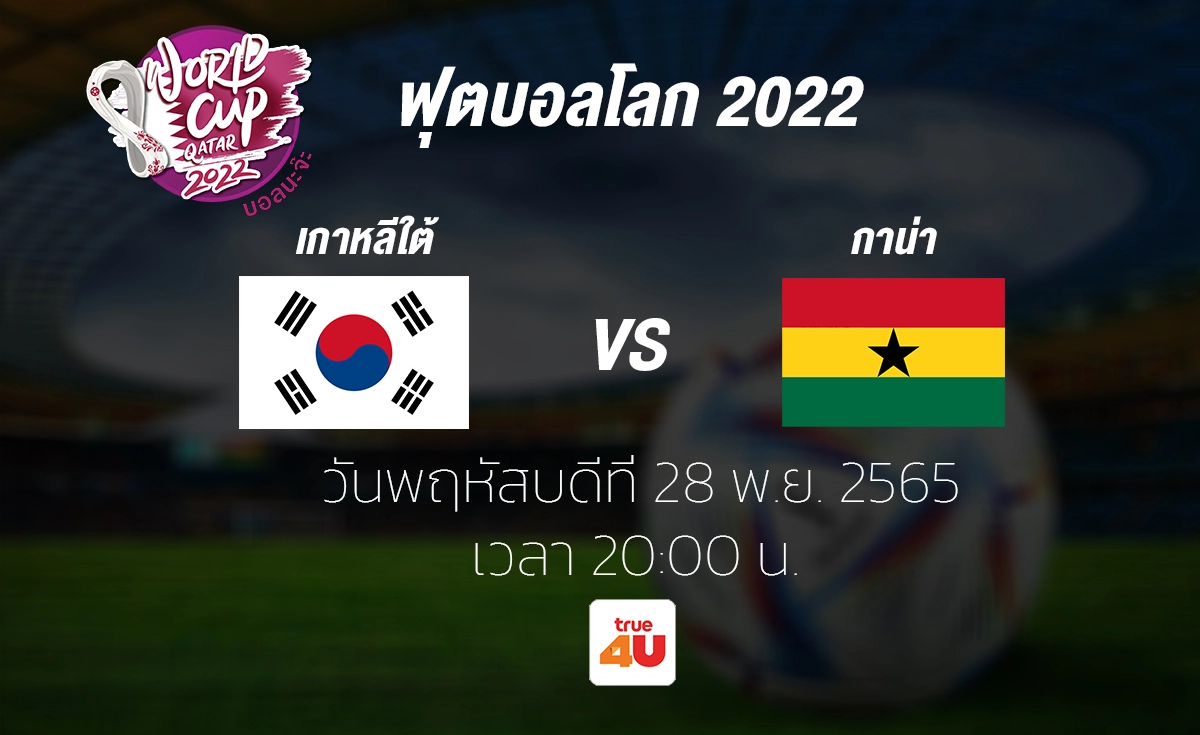 WORLD
CUP
QATAR
2022
บอลนะจ๊ะ
ฟุตบอลโลก 2022
เกาหลีใต้
กาน่า
VS
วันพฤหัสบดีที่ 28 พ.ย. 2565
เวลา 20:00 น.
true
4U